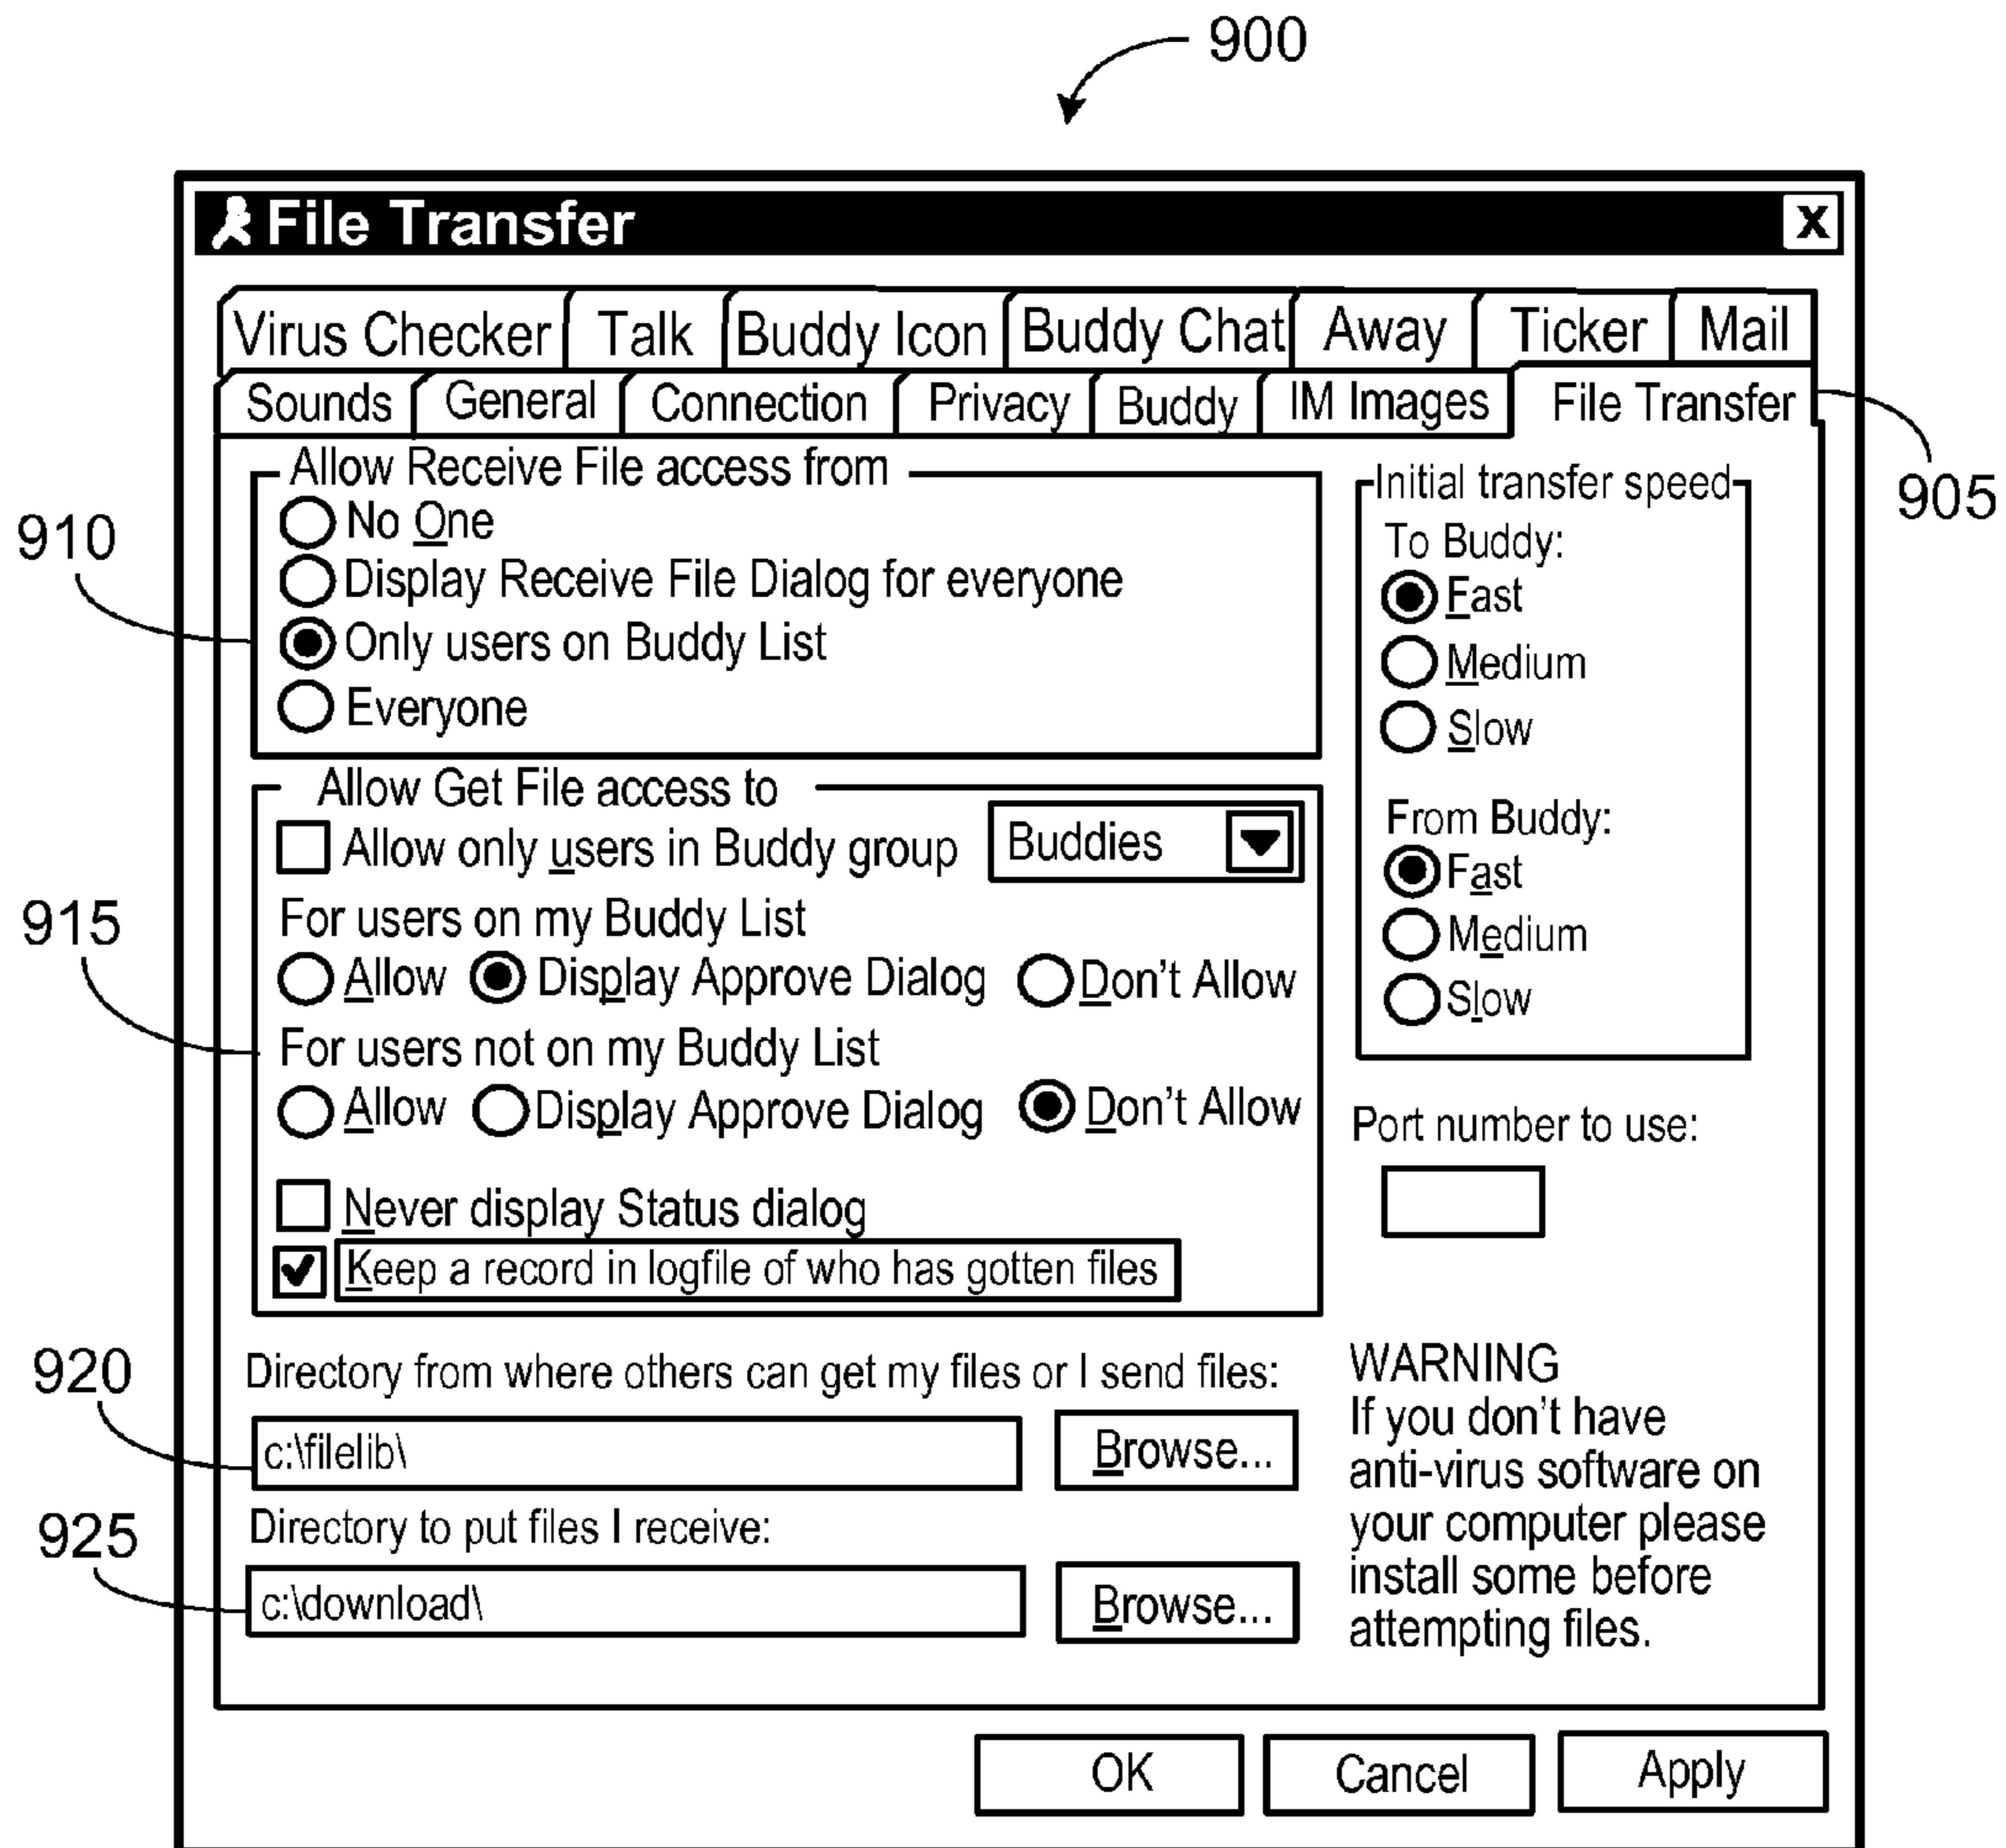 900
File Transfer X
Virus Checker Talk Buddy Icon Buddy Chat Away Ticker Mail
Sounds General Connection Privacy Buddy IM Images File Transfer
905
910
Allow Receive File access from
No One
Display Receive File Dialog for everyone
Only users on Buddy List
Everyone
Initial transfer speed
To Buddy:
Fast
Medium
Slow
From Buddy:
Fast
Medium
Slow
915
Allow Get File access to
Allow only users in Buddy group Buddies
For users on my Buddy List
Allow Display Approve Dialog Don't Allow
For users not on my Buddy List
Allow Display Approve Dialog Don't Allow
Never display Status dialog
Keep a record in logfile of who has gotten files
Port number to use:
920
Directory from where others can get my files or I send files:
c:\filelib\ Browse...
925
Directory to put files I receive:
c:\download\ Browse...
WARNING
If you don't have
anti-virus software on
your computer please
install some before
attempting files.
OK Cancel Apply